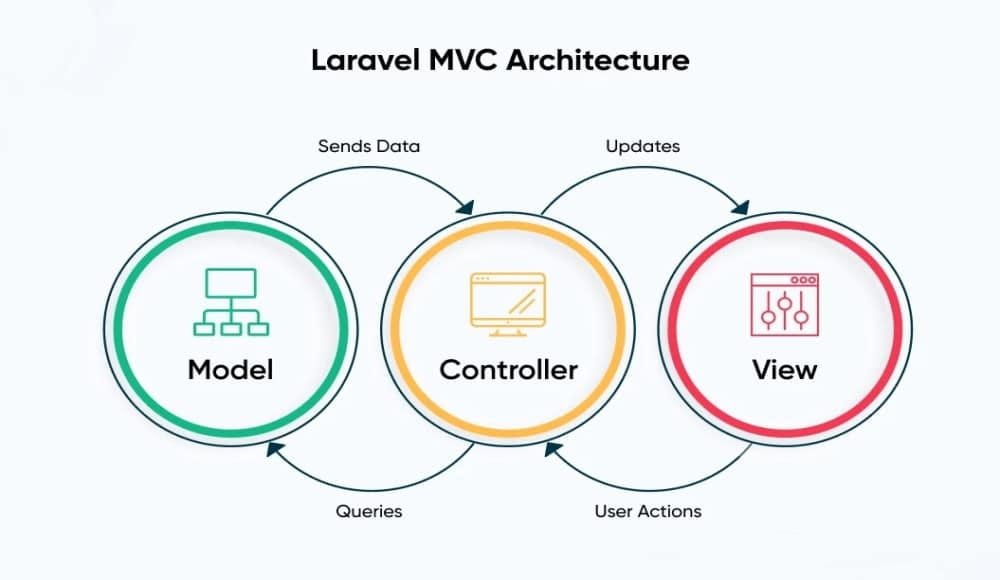 Laravel MVC Architecture
Sends Data
Updates
Model
Controller
View
Queries
User Actions